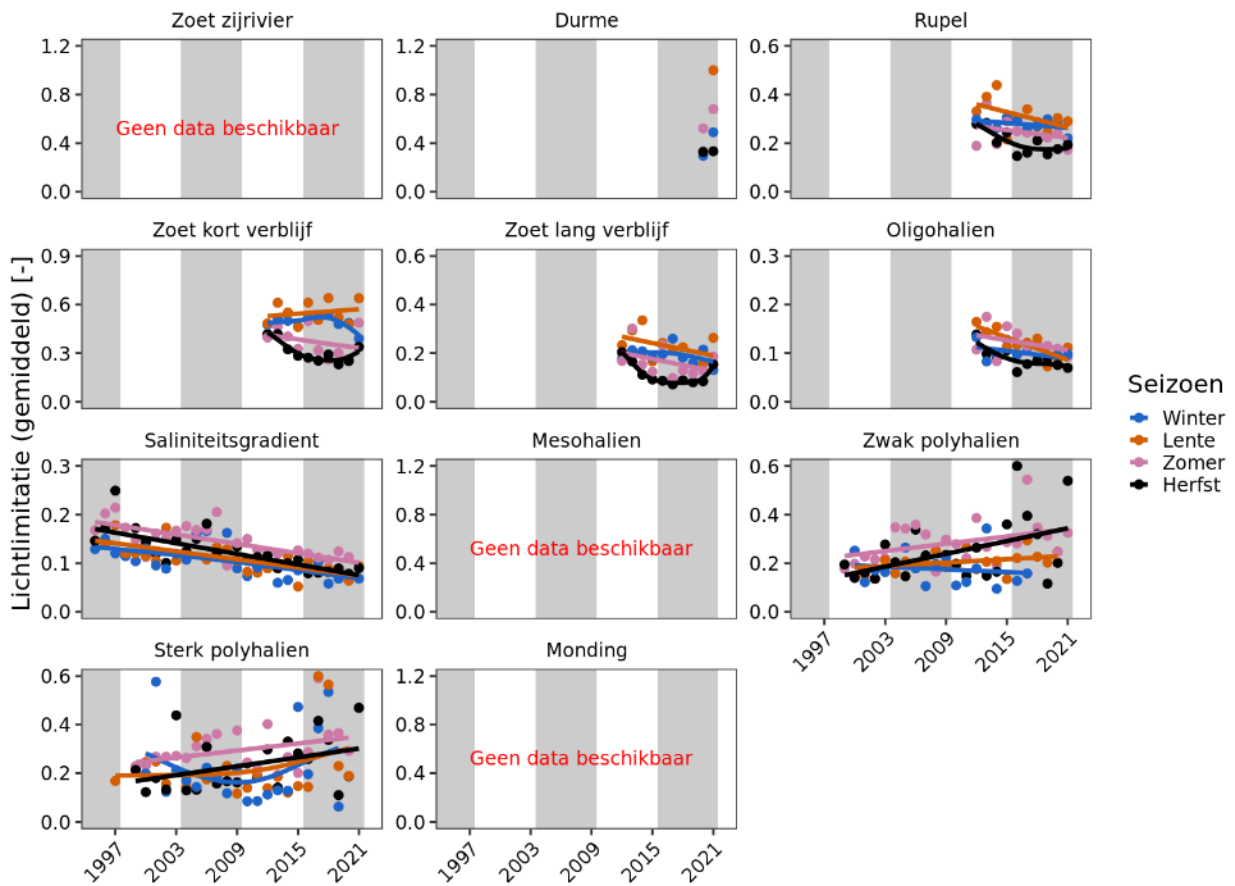 Zoet zijrivier
Durme
Rupel
1.2
0.8
0.4
0.0
Geen data beschikbaar
1.2
0.8
0.4
0.0
0.6
0.4
0.2
0.0
Zoet kort verblijf
Zoet lang verblijf
Oligohalien
0.9
0.6
0.3
0.0
0.6
0.4
0.2
0.0
0.3
0.2
0.1
0.0
Lichtlimitatie (gemiddeld) [-]
Saliniteitsgradient
Mesohalien
Zwak polyhalien
0.3
0.2
0.1
0.0
1.2
0.8
0.4
0.0
Geen data beschikbaar
0.6
0.4
0.2
0.0
1997
2003
2009
2015
2021
Sterk polyhalien
Monding
0.6
0.4
0.2
0.0
1997
2003
2009
2015
2021
1.2
0.8
0.4
0.0
Geen data beschikbaar
1997
2003
2009
2015
2021
Seizoen
Winter
Lente
Zomer
Herfst